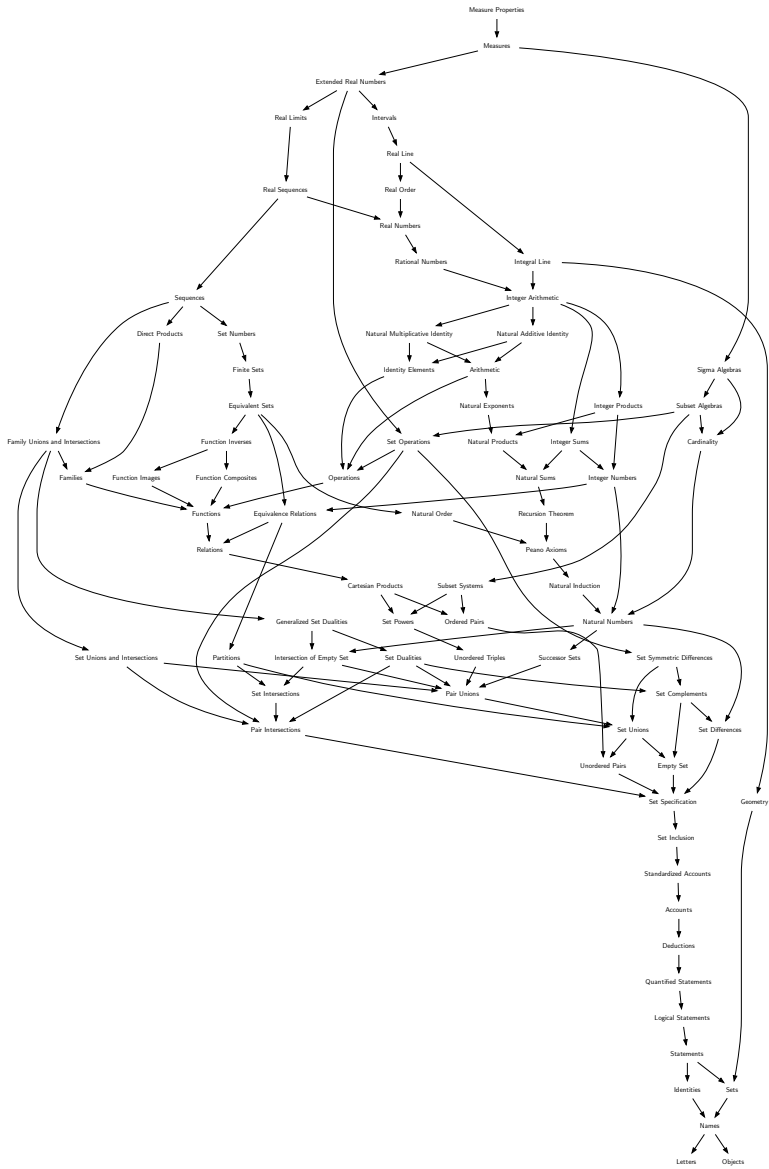 Measure Properties
Measures
Extended Real Numbers
Real Limits
Intervals
Real Line
Real Sequences
Real Order
Real Numbers
Rational Numbers
Integral Line
Sequences
Integer Arithmetic
Direct Products
Set Numbers
Natural Multiplicative Identity
Natural Additive Identity
Finite Sets
Identity Elements
Arithmetic
Sigma Algebras
Equivalent Sets
Natural Exponents
Integer Products
Subset Algebras
Family Unions and Intersections
Function Inverses
Set Operations
Natural Products
Integer Sums
Cardinality
Families
Function Images
Function Composites
Operations
Natural Sums
Integer Numbers
Functions
Equivalence Relations
Natural Order
Recursion Theorem
Relations
Peano Axioms
Cartesian Products
Subset Systems
Natural Induction
Generalized Set Dualities
Set Powers
Ordered Pairs
Natural Numbers
Set Unions and Intersections
Partitions
Intersection of Empty Set
Set Dualities
Unordered Triples
Successor Sets
Set Symmetric Differences
Set Intersections
Pair Unions
Set Complements
Pair Intersections
Set Unions
Set Differences
Unordered Pairs
Empty Set
Set Specification
Geometry
Set Inclusion
Standardized Accounts
Accounts
Deductions
Quantified Statements
Logical Statements
Statements
Identities
Sets
Names
Letters
Objects